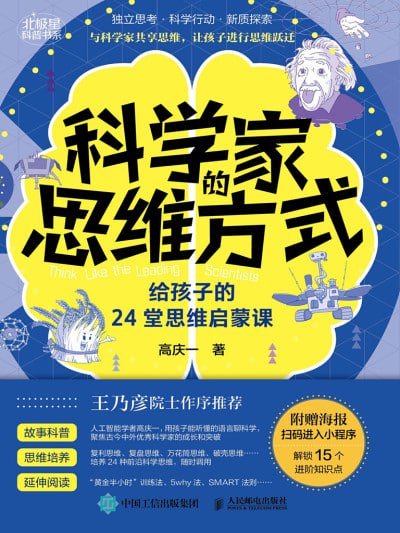 北极星
科普书系
独立思考·科学行动·新质探索
与科学家共享思维，让孩子进行思维跃迁
科学家的
思维方式
Think Like the Leading Scientists
给孩子的
24 堂思维启蒙课
高庆一 著
王乃彦院士作序推荐
故事科普
人工智能学者高庆一，用孩子能听懂的语言聊科学，
聚焦古今中外优秀科学家的成长和突破
思维培养
复利思维、复盘思维、万花筒思维、破壳思维……
培养 24 种前沿科学思维，随时调用
延伸阅读
“黄金半小时”训练法、5why 法、SMART 法则……
附赠海报
扫码进入小程序
解锁 15 个
进阶知识点
中国工信出版集团
人民邮电出版社